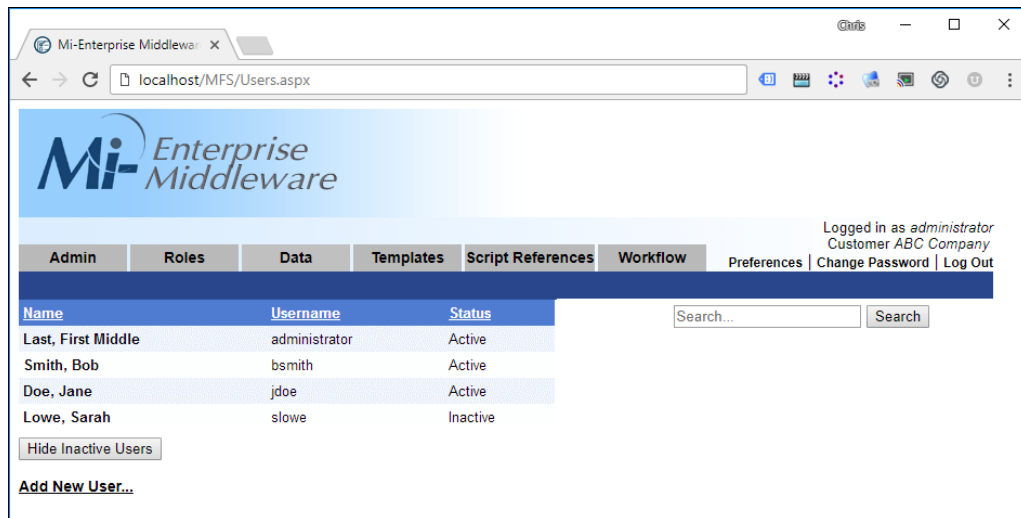 Chris
Mi-Enterprise Middlewar
localhost/MFS/Users.aspx
Mi- Enterprise
Middleware
Logged in as administrator
Customer ABC Company
Admin Roles Data Templates Script References Workflow Preferences | Change Password | Log Out
Name Username Status
Search... Search
Last, First Middle administrator Active
Smith, Bob bsmith Active
Doe, Jane jdoe Active
Lowe, Sarah slowe Inactive
Hide Inactive Users
Add New User...